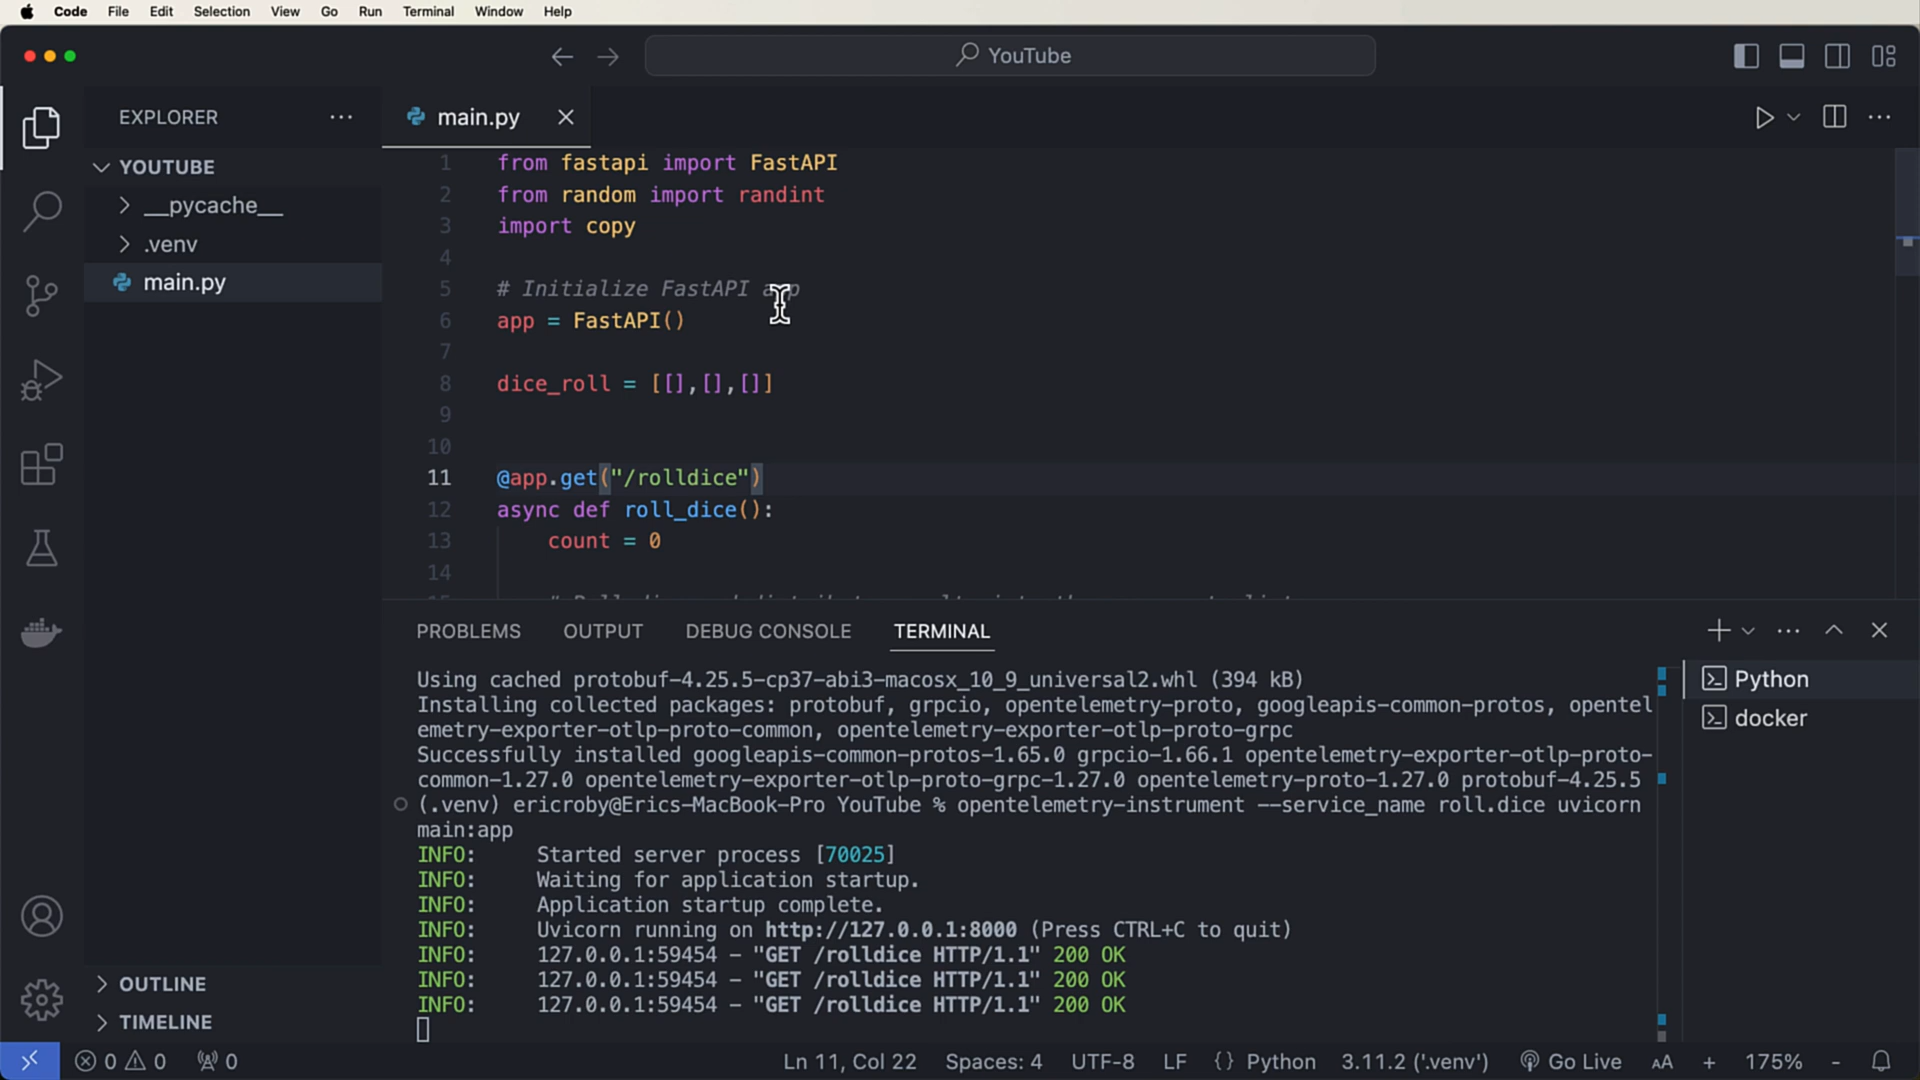 Code File Edit Selection View Go Run Terminal Window Help
YouTube
EXPLORER
YOUTUBE
__pycache__
.venv
main.py
main.py
1 from fastapi import FastAPI
2 from random import randint
3 import copy
4
5 # Initialize FastAPI app
6 app = FastAPI()
7
8 dice_roll = [[],[],[]]
9
10
11 @app.get("/rolldice")
12 async def roll_dice():
13 count = 0
14
PROBLEMS OUTPUT DEBUG CONSOLE TERMINAL
Using cached protobuf-4.25.5-cp37-abi3-macosx_10_9_universal2.whl (394 kB)
Installing collected packages: protobuf, grpcio, opentelemetry-proto, googleapis-common-protos, opentel
emetry-exporter-otlp-proto-common, opentelemetry-exporter-otlp-proto-grpc
Successfully installed googleapis-common-protos-1.65.0 grpcio-1.66.1 opentelemetry-exporter-otlp-proto-
common-1.27.0 opentelemetry-exporter-otlp-proto-grpc-1.27.0 opentelemetry-proto-1.27.0 protobuf-4.25.5
(.venv) ericroby@Erics-MacBook-Pro YouTube % opentelemetry-instrument --service_name roll.dice uvicorn
main:app
INFO: Started server process [70025]
INFO: Waiting for application startup.
INFO: Application startup complete.
INFO: Uvicorn running on http://127.0.0.1:8000 (Press CTRL+C to quit)
INFO: 127.0.0.1:59454 - "GET /rolldice HTTP/1.1" 200 OK
INFO: 127.0.0.1:59454 - "GET /rolldice HTTP/1.1" 200 OK
INFO: 127.0.0.1:59454 - "GET /rolldice HTTP/1.1" 200 OK
Python
docker
OUTLINE
TIMELINE
0 0 0 Ln 11, Col 22 Spaces: 4 UTF-8 LF {} Python 3.11.2 ('.venv') Go Live AA + 175% -